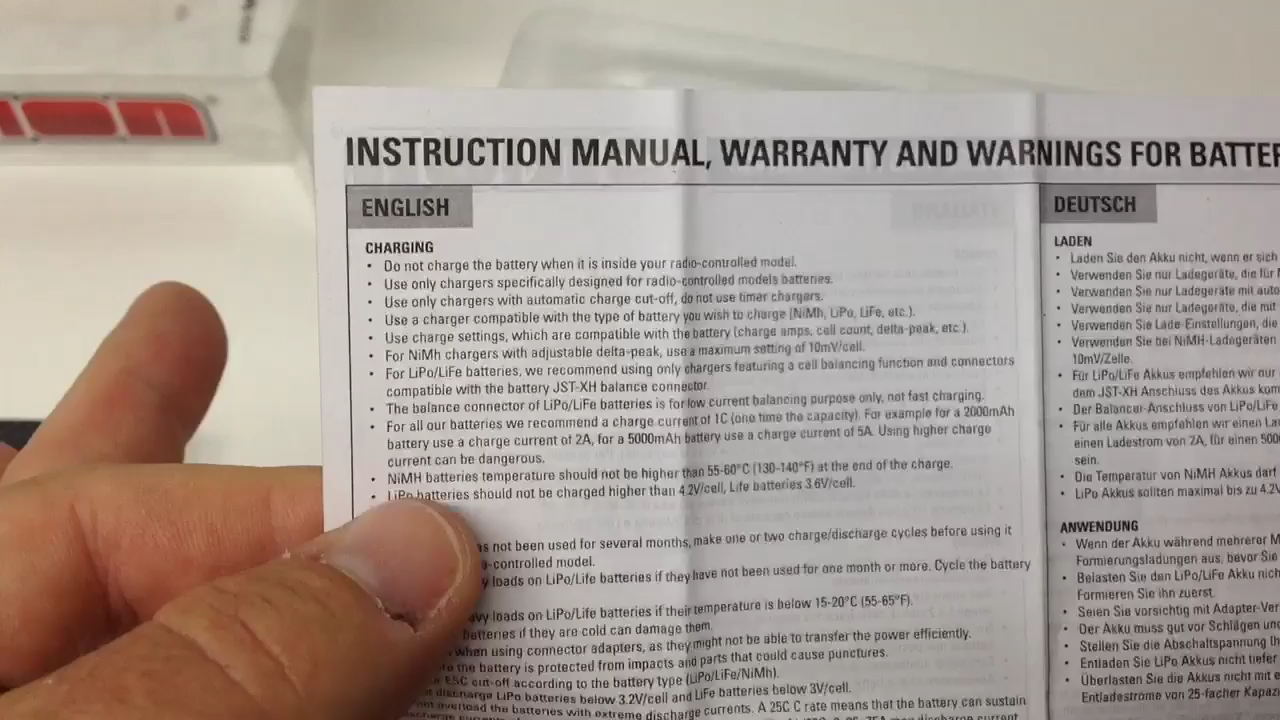 INSTRUCTION MANUAL, WARRANTY AND WARNINGS FOR
ENGLISH
CHARGING
• Do not charge the battery when it is inside your radio-controlled model.
• Use only chargers specifically designed for radio-controlled models batteries.
• Use only chargers with automatic charge cut-off, do not use timer chargers.
• Use a charger compatible with the type of battery you wish to charge (NiMh, LiPo, LiFe, etc.).
• Use charge settings, which are compatible with the battery (charge amps, cell count, delta-peak, etc.).
• For NiMh chargers with adjustable delta-peak, use a maximum setting of 10mV/cell.
• For LiPo/LiFe batteries, we recommend using only chargers featuring a cell balancing function and connectors
compatible with the battery JST-XH balance connector.
• The balance connector of LiPo/LiFe batteries is for low current balancing purpose only, not fast charging.
• For all our batteries we recommend a charge current of 1C (one time the capacity). For example for a 2000mAh
battery use a charge current of 2A, for a 5000mAh battery use a charge current of 5A. Using higher charge
current can be dangerous.
• NiMH batteries temperature should not be higher than 55-60°C (130-140°F) at the end of the charge.
• LiPo batteries should not be charged higher than 4.2V/cell, Life batteries 3.6V/cell.
has not been used for several months, make one or two charge/discharge cycles before using it
-controlled model.
loads on LiPo/Life batteries if they have not been used for one month or more. Cycle the battery
loads on LiPo/Life batteries if their temperature is below 15-20°C (55-65°F).
batteries if they are cold can damage them.
when using connector adapters, as they might not be able to transfer the power efficiently.
the battery is protected from impacts and parts that could cause punctures.
ESC cut-off according to the battery type (LiPo/LiFe/NiMh).
discharge LiPo batteries below 3.2V/cell and LiFe batteries below 3V/cell.
overload the batteries with extreme discharge currents. A 25C C rate means that the battery can sustain
DEUTSCH
LADEN
• Laden Sie den Akku nicht, wenn er sich
• Verwenden Sie nur Ladegeräte, die für
• Verwenden Sie nur Ladegeräte mit
• Verwenden Sie nur Ladegeräte, die mit
• Verwenden Sie Lade-Einstellungen, die
• Verwenden Sie bei NiMH-Ladegeräten
10mV/Zelle.
• Für LiPo/LiFe Akkus empfehlen wir nur
dem JST-XH Anschluss des Akkus
• Der Balancer-Anschluss von LiPo/LiFe
• Für alle Akkus empfehlen wir einen
einen Ladestrom von 2A, für einen
sein.
• Die Temperatur von NiMH Akkus darf
• LiPo Akkus sollten maximal bis zu 4.2V
ANWENDUNG
• Wenn der Akku während mehrerer
Formierungsladungen aus, bevor Sie
• Belasten Sie den LiPo/LiFe Akku
Formieren Sie ihn zuerst.
• Seien Sie vorsichtig mit
• Der Akku muss gut vor Schlägen
• Stellen Sie die Abschaltspannung
• Entladen Sie LiPo Akkus nicht tiefer
• Überlasten Sie die Akkus nicht mit
Entladeströme von 25-facher